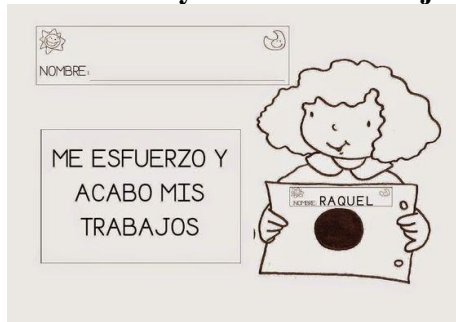 NOMBRE:
ME ESFUERZO Y
ACABO MIS
TRABAJOS
NOMBRE: RAQUEL